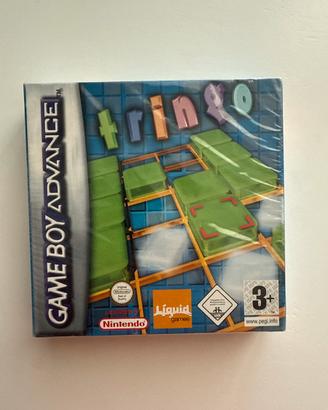 GAME BOY ADVANCE
tringo
Nintendo
Liquid
games
3+
www.pegi.info